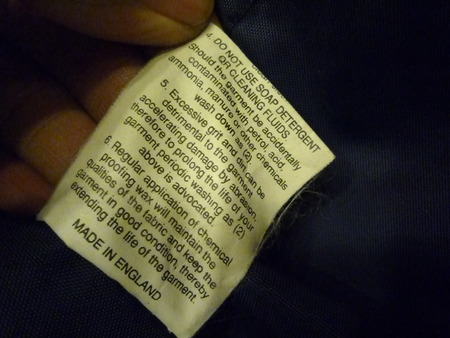 4. DO NOT USE SOAP DETERGENT
OR CLEANING FLUIDS.
Should the garment be accidentally
contaminated with petrol, acid,
ammonia, manure or other chemicals
wash down as (2)
5. Excessive grit and can be
detrimental to the garment
accelerating damage by abrasion,
therefore to prolong the life of your
garment periodic washing as (2)
above is advocated.
6. Regular application of chemical
proofing wax will maintain the
qualities of the fabric and keep the
garment in good condition, thereby
extending the life of the garment.
MADE IN ENGLAND